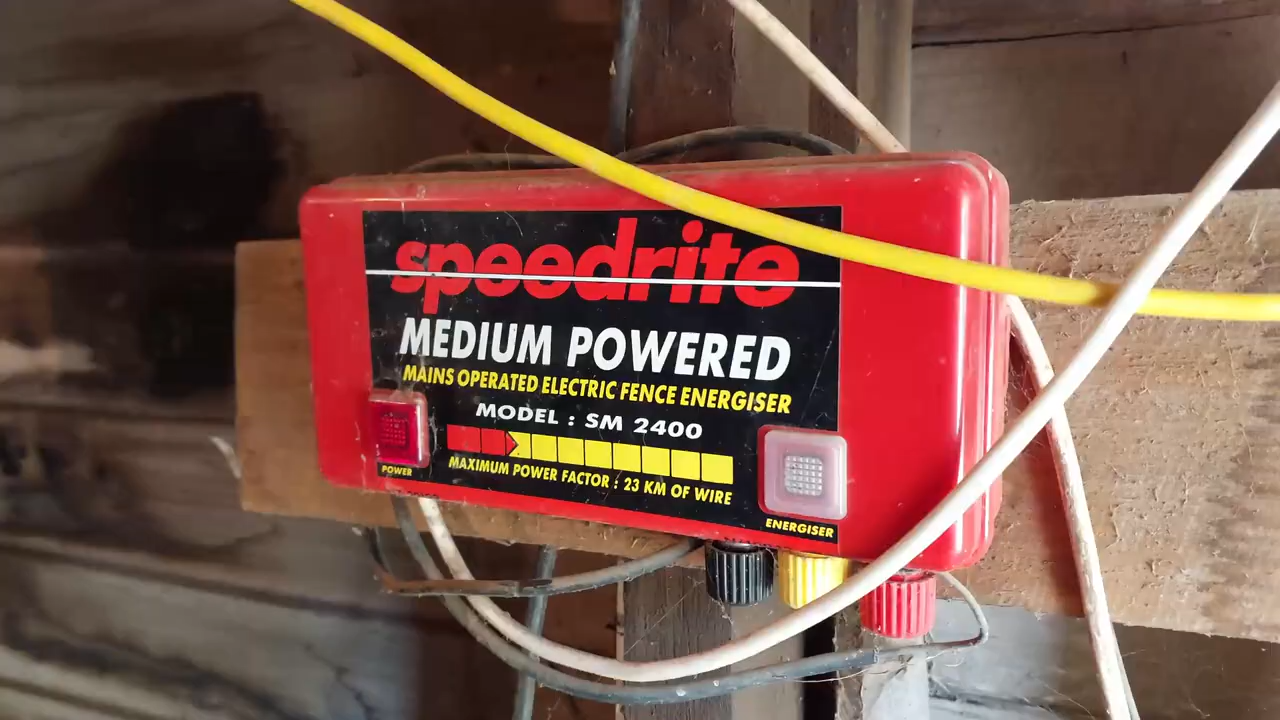 speedrite
MEDIUM POWERED
MAINS OPERATED ELECTRIC FENCE ENERGISER
MODEL : SM 2400
MAXIMUM POWER FACTOR : 23 KM OF WIRE
POWER
ENERGISER